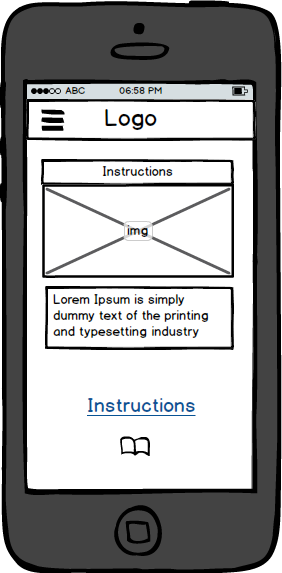 ABC 06:58 PM
Logo
Instructions
img
Lorem Ipsum is simply
dummy text of the printing
and typesetting industry
Instructions